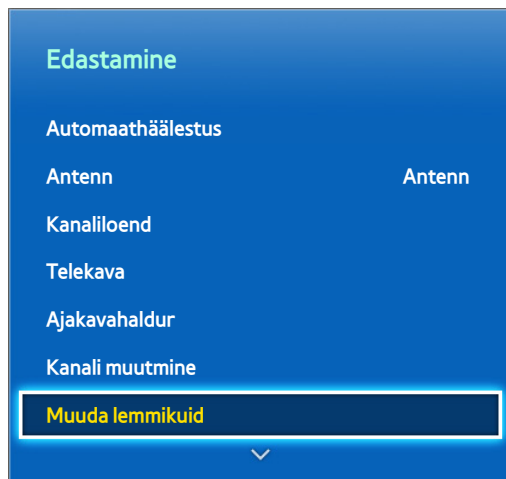 Edastamine
Automaathäälestus
Antenn Antenn
Kanaliloend
Telekava
Ajakavahaldur
Kanali muutmine
Muuda lemmikuid